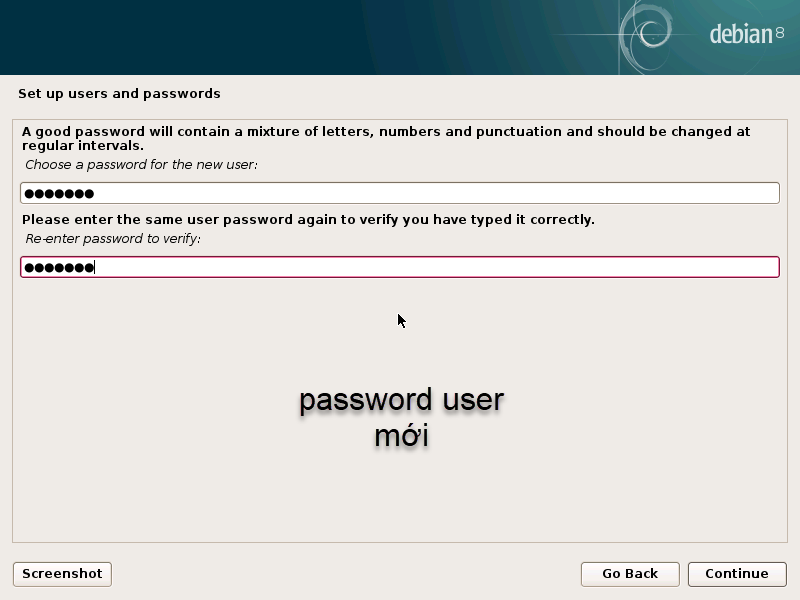 debian 8
Set up users and passwords
A good password will contain a mixture of letters, numbers and punctuation and should be changed at
regular intervals.
Choose a password for the new user:
●●●●●●●
Please enter the same user password again to verify you have typed it correctly.
Re-enter password to verify:
●●●●●●●
password user
mới
Screenshot
Go Back
Continue